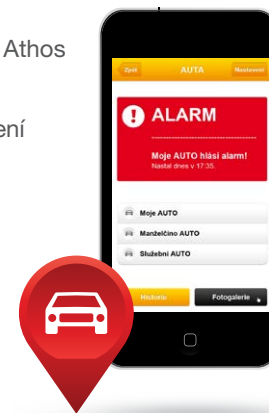 Athos
ení
Zpět AUTA Nastavení
ALARM
Moje AUTO hlásí alarm!
Nastal dnes v 17:35.
Moje AUTO
Manželčino AUTO
Služební AUTO
Historie Fotogalerie